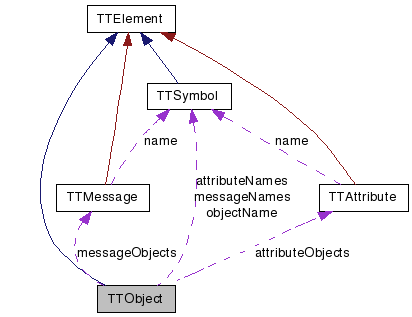 TTElement
TTSymbol
name
name
attributeNames
TTMessage
messageNames
TTAttribute
objectName
messageObjects
attributeObjects
TTObject